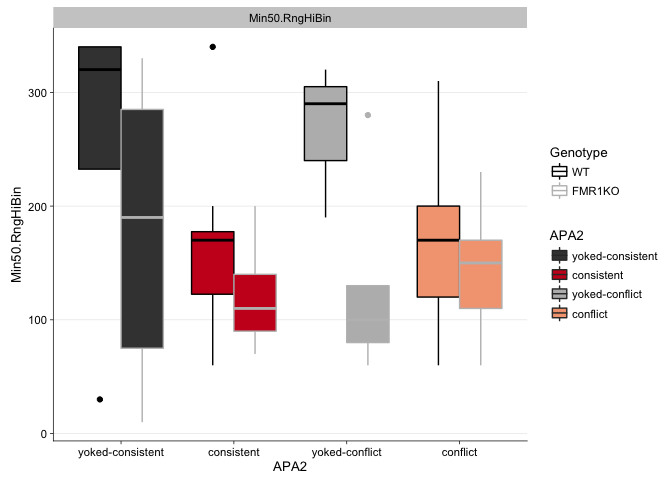 Min50.RngHiBin
Min50.RngHiBin
300
200
100
0
yoked-consistent
consistent
yoked-conflict
conflict
APA2
Genotype
WT
FMR1KO
APA2
yoked-consistent
consistent
yoked-conflict
conflict